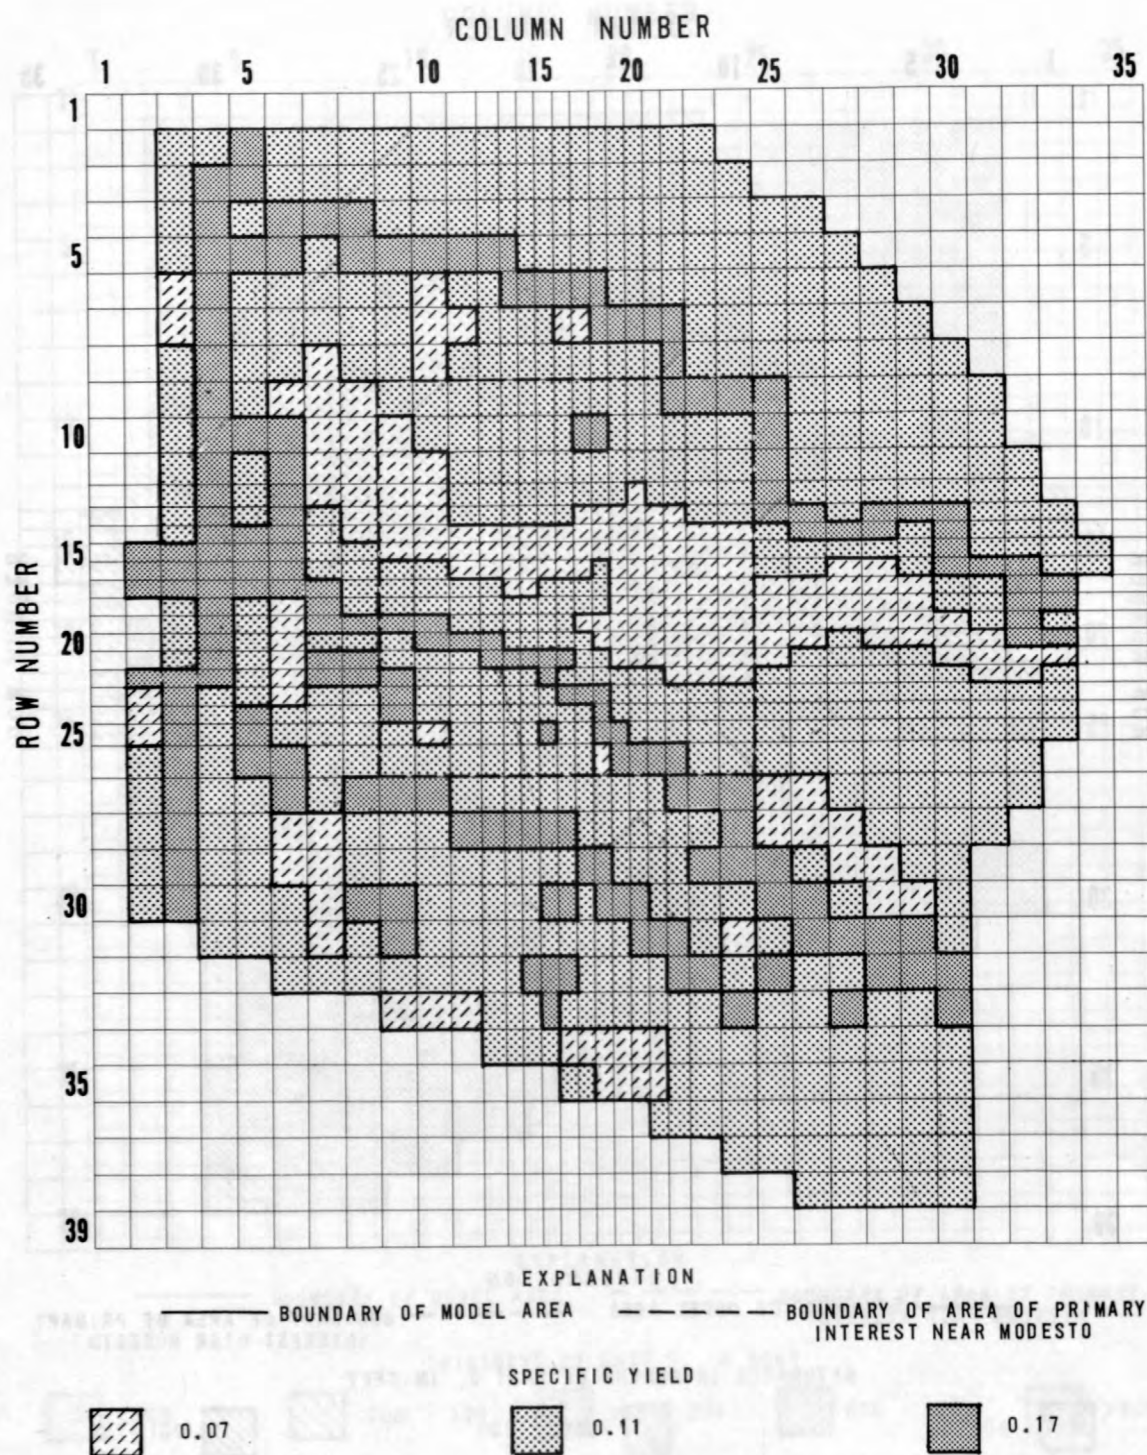 COLUMN NUMBER
1 5 10 15 20 25 30 35
1
5
10
15
20
25
30
35
39
ROW NUMBER
EXPLANATION
BOUNDARY OF MODEL AREA
BOUNDARY OF AREA OF PRIMARY
INTEREST NEAR MODESTO
SPECIFIC YIELD
0.07 0.11 0.17